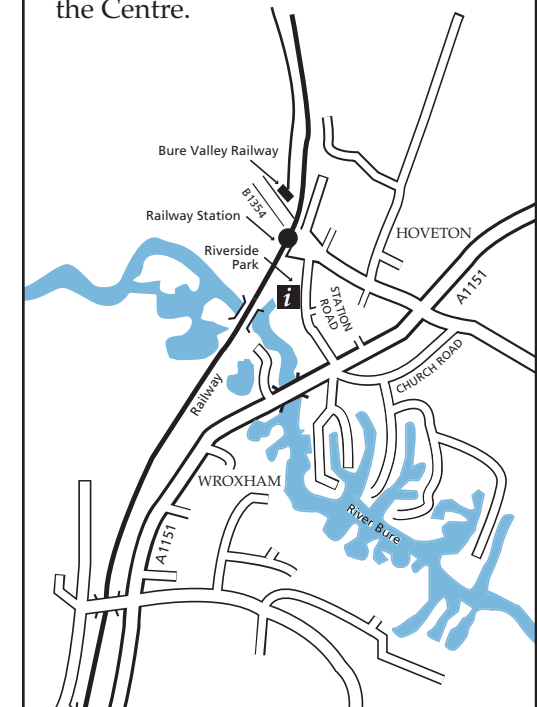 the Centre.
Bure Valley Railway
B1354
Railway Station
HOVETON
Riverside
Park
i
STATION
ROAD
A1151
CHURCH ROAD
Railway
WROXHAM
River Bure
A1151